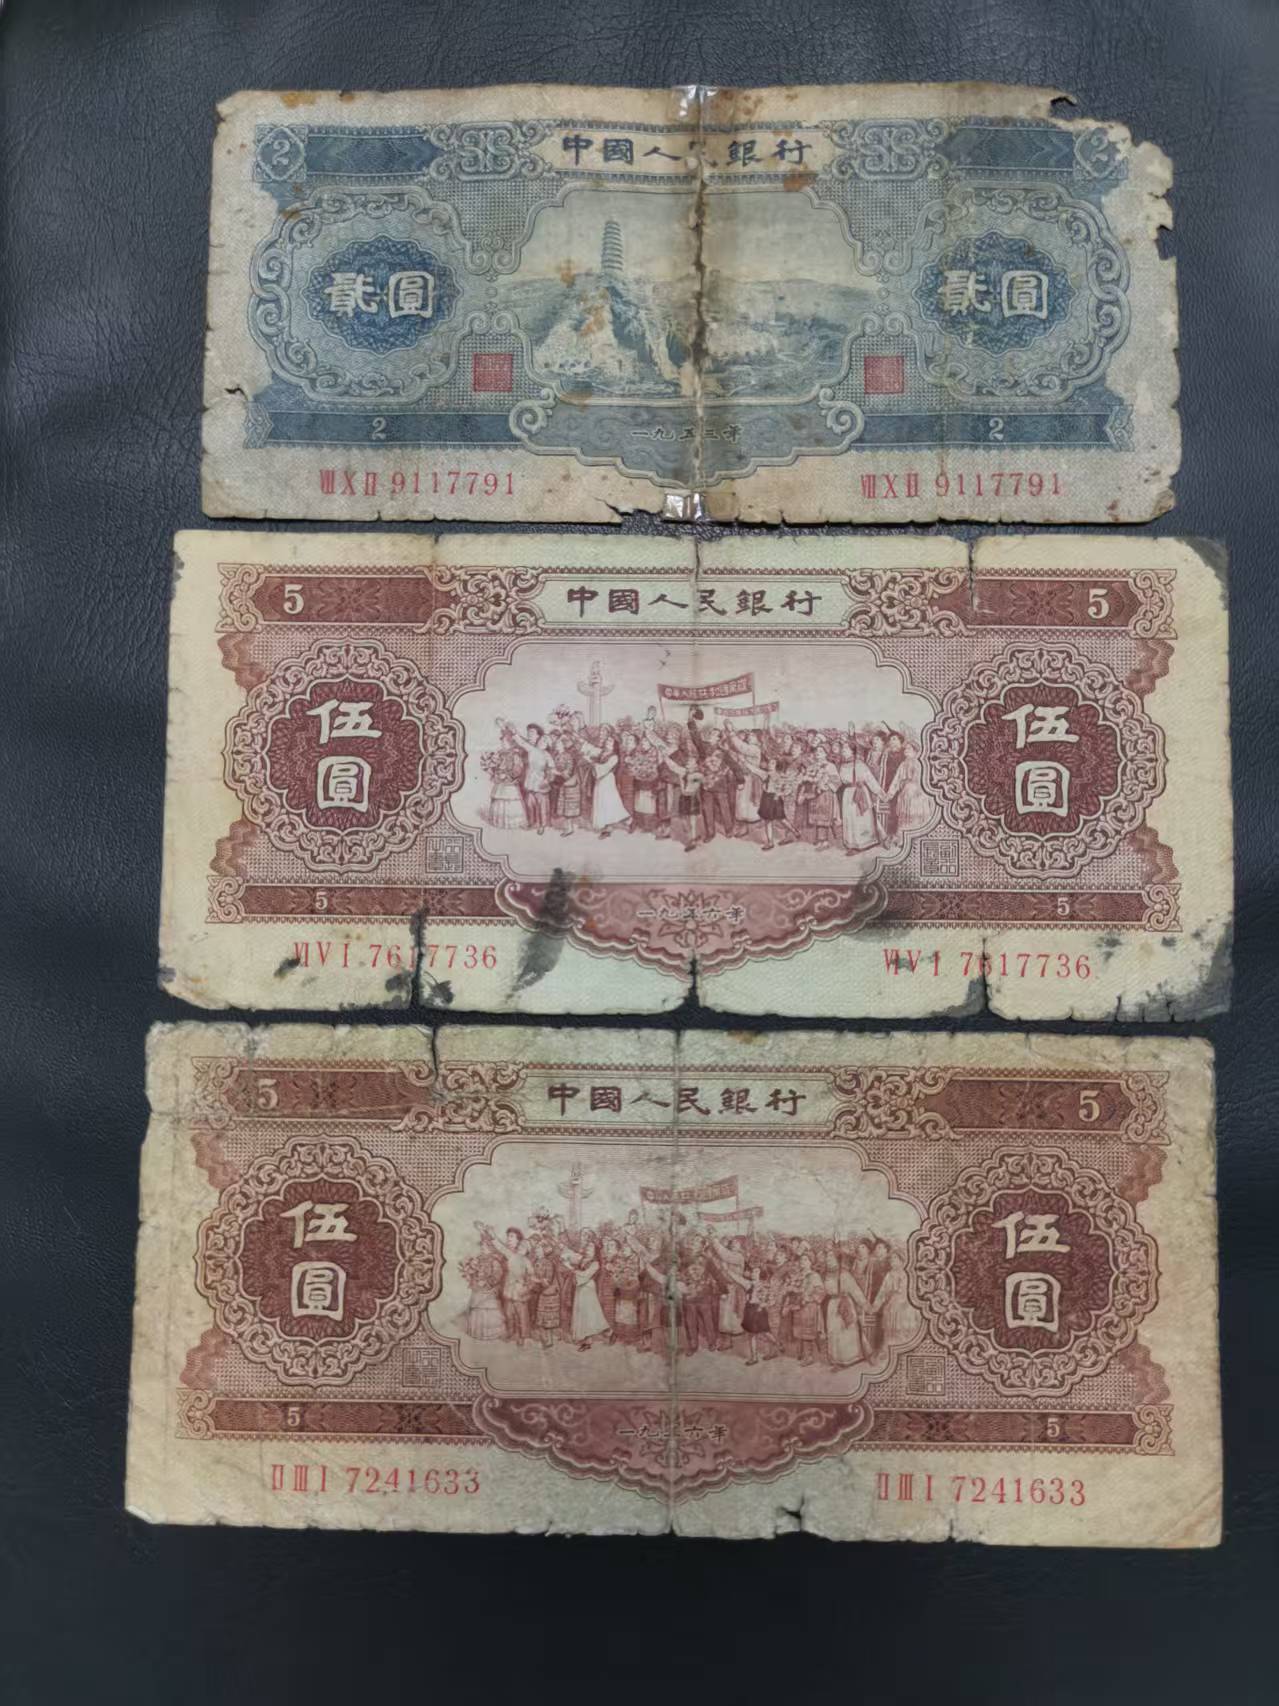 2 中國人民銀行 2
貳圓 貳圓
2 一九五三年 2
ⅧⅩⅡ 9117791 ⅧⅩⅡ 9117791
5 中國人民銀行 5
伍圓 伍圓
5 一九五六年 5
ⅥⅤⅠ 7617736 ⅥⅤⅠ 7617736
5 中國人民銀行 5
伍圓 伍圓
5 一九五六年 5
ⅡⅢⅠ 7241633 ⅡⅢⅠ 7241633